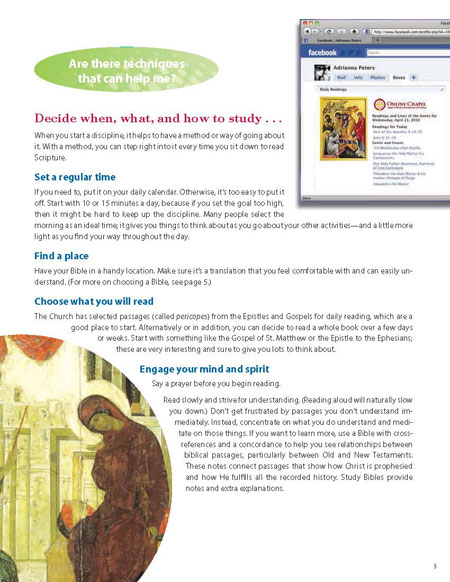 Are there techniques
that can help me?
facebook
Search
Adrianna Peters
Wall Info Photos Boxes +
Daily Readings
ONLINE CHAPEL
Readings and Lives of the Saints for
Wednesday, April 21, 2010
Readings for Today
Saints and Feasts
Decide when, what, and how to study . . .
When you start a discipline, it helps to have a method or way of going about
it. With a method, you can step right into it every time you sit down to read
Scripture.
Set a regular time
If you need to, put it on your daily calendar. Otherwise, it's too easy to put it
off. Start with 10 or 15 minutes a day, because if you set the goal too high,
then it might be hard to keep up the discipline. Many people select the
morning as an ideal time; it gives you things to think about as you go about your other activities—and a little more
light as you find your way throughout the day.
Find a place
Have your Bible in a handy location. Make sure it's a translation that you feel comfortable with and can easily un-
derstand. (For more on choosing a Bible, see page 5.)
Choose what you will read
The Church has selected passages (called pericopes) from the Epistles and Gospels for daily reading, which are a
good place to start. Alternatively or in addition, you can decide to read a whole book over a few days
or weeks. Start with something like the Gospel of St. Matthew or the Epistle to the Ephesians;
these are very interesting and sure to give you lots to think about.
Engage your mind and spirit
Say a prayer before you begin reading.
Read slowly and strive for understanding. (Reading aloud will naturally slow
you down.) Don't get frustrated by passages you don't understand im-
mediately. Instead, concentrate on what you do understand and medi-
tate on those things. If you want to learn more, use a Bible with cross-
references and a concordance to help you see relationships between
biblical passages, particularly between Old and New Testaments.
These notes connect passages that show how Christ is prophesied
and how He fulfills all the recorded history. Study Bibles provide
notes and extra explanations.
3